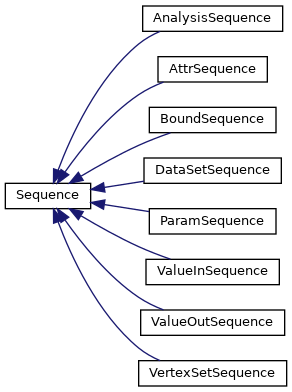 AnalysisSequence
AttrSequence
BoundSequence
DataSetSequence
Sequence
ParamSequence
ValueInSequence
ValueOutSequence
VertexSetSequence